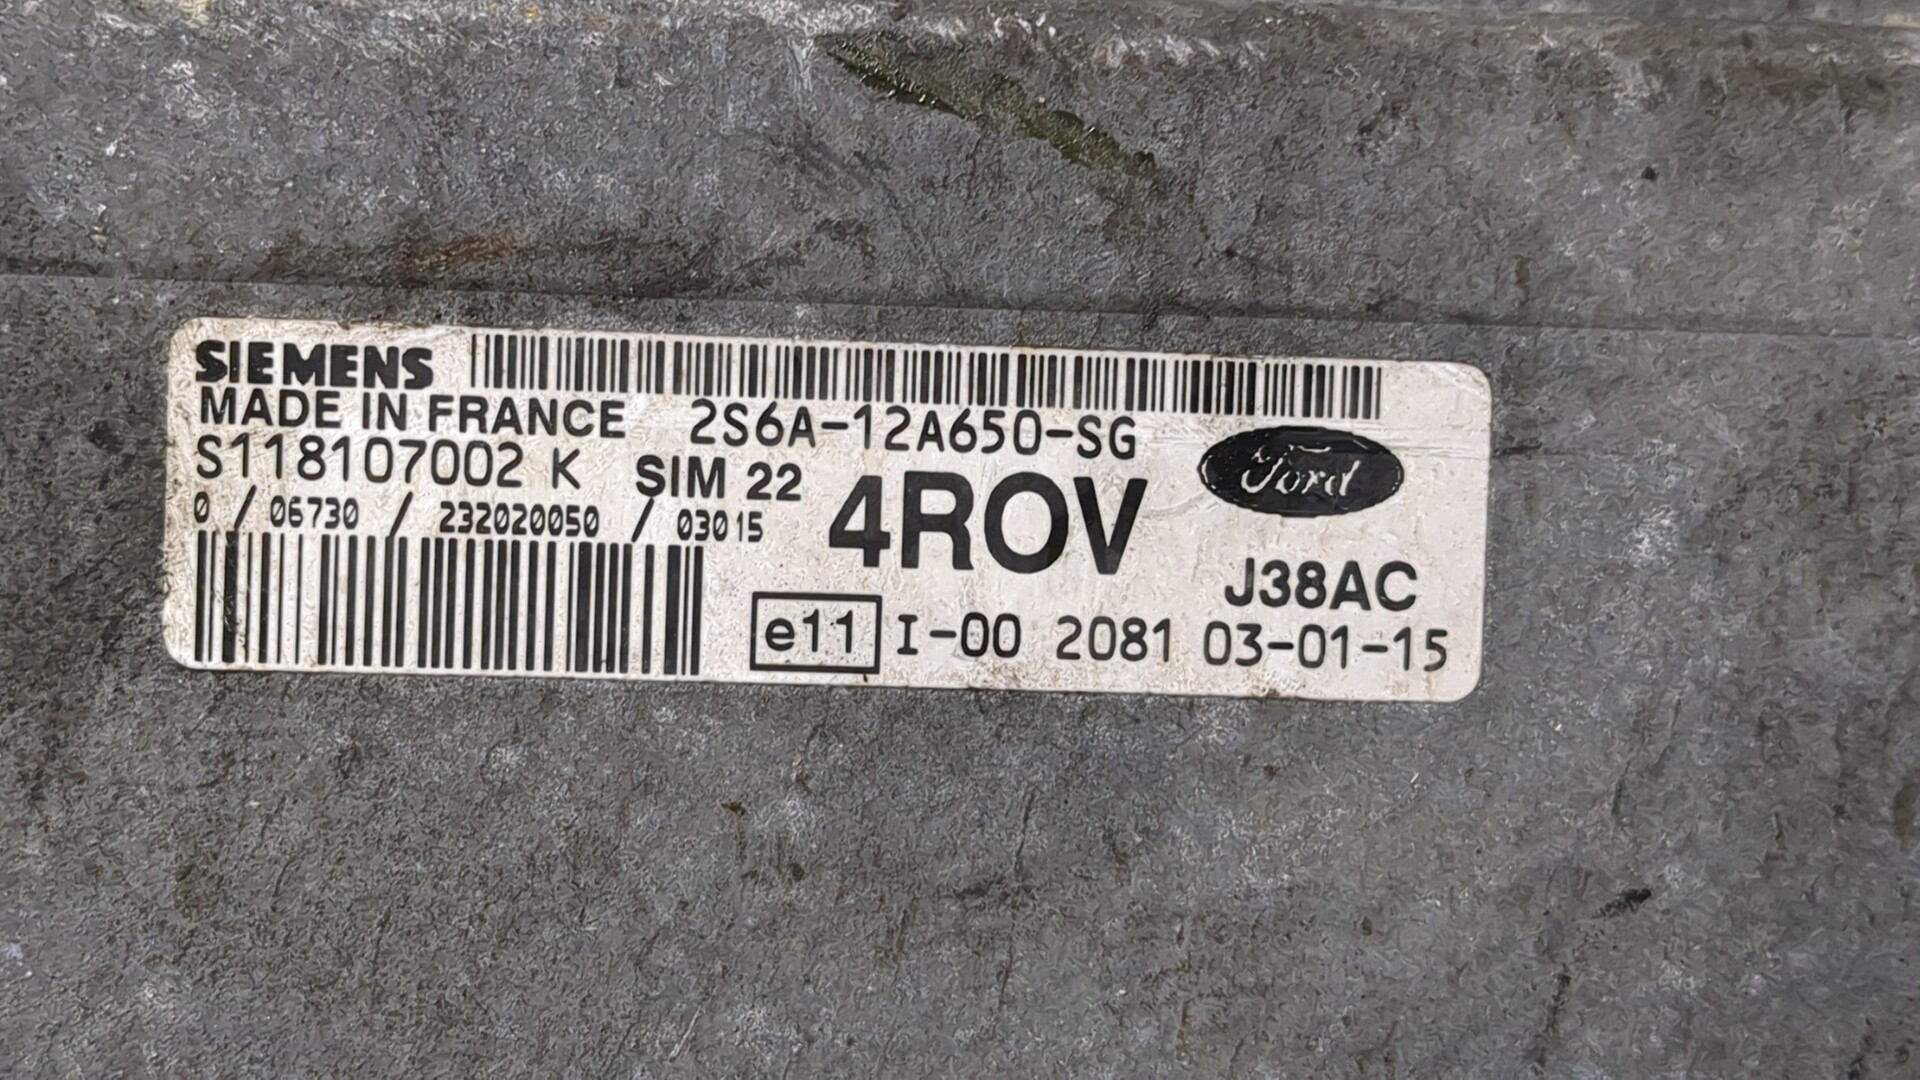 SIEMENS
MADE IN FRANCE 2S6A-12A650-SG
S118107002 K SIM 22
Ford
4ROV
0 / 06730 / 232020050 / 03015
J38AC
e11 I-00 2081 03-01-15